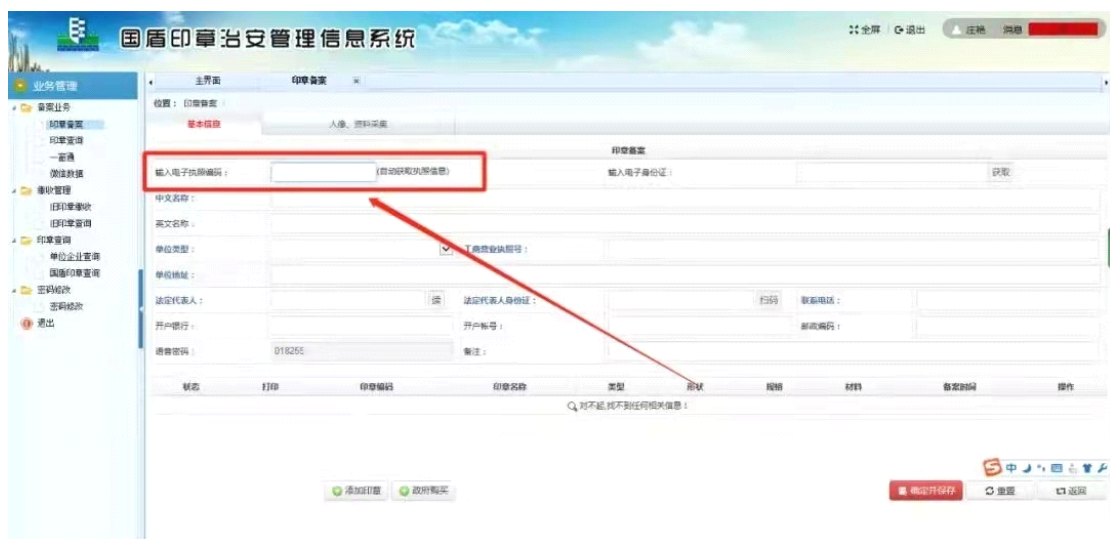 国盾印章治安管理信息系统
全屏 退出 庄艳 消息
业务管理 主界面 印章备案
位置： 印章备案
备案业务
印章备案
印章查询
一窗通
微信数据
缴收管理
旧印章缴收
旧印章查询
印章查询
单位企业查询
国盾印章查询
密码修改
密码修改
退出
基本信息 人像、资料采集
印章备案
输入电子执照编码： (自动获取执照信息) 输入电子身份证： 获取
中文名称：
英文名称：
单位类型： 工商营业执照号：
单位地址：
法定代表人： 读 法定代表人身份证： 扫码 联系电话：
开户银行： 开户帐号： 邮政编码：
语音密码： 018255 备注：
状态 打印 印章编码 印章名称 类型 形状 规格 材料 备案时间 操作
对不起,找不到任何相关信息！
中
添加印章 政府购买 确定并保存 重置 返回